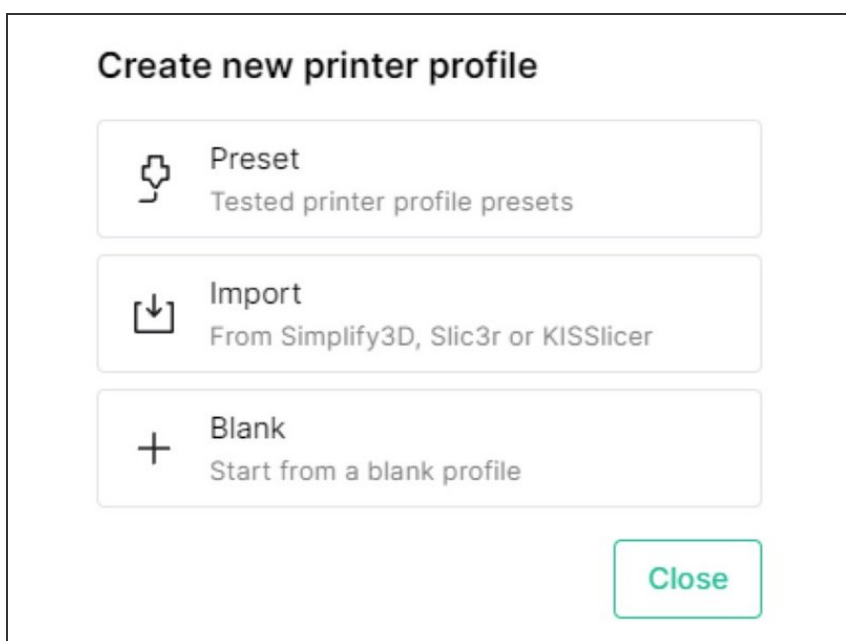 Create new printer profile
Preset
Tested printer profile presets
Import
From Simplify3D, Slic3r or KISSlicer
Blank
Start from a blank profile
Close